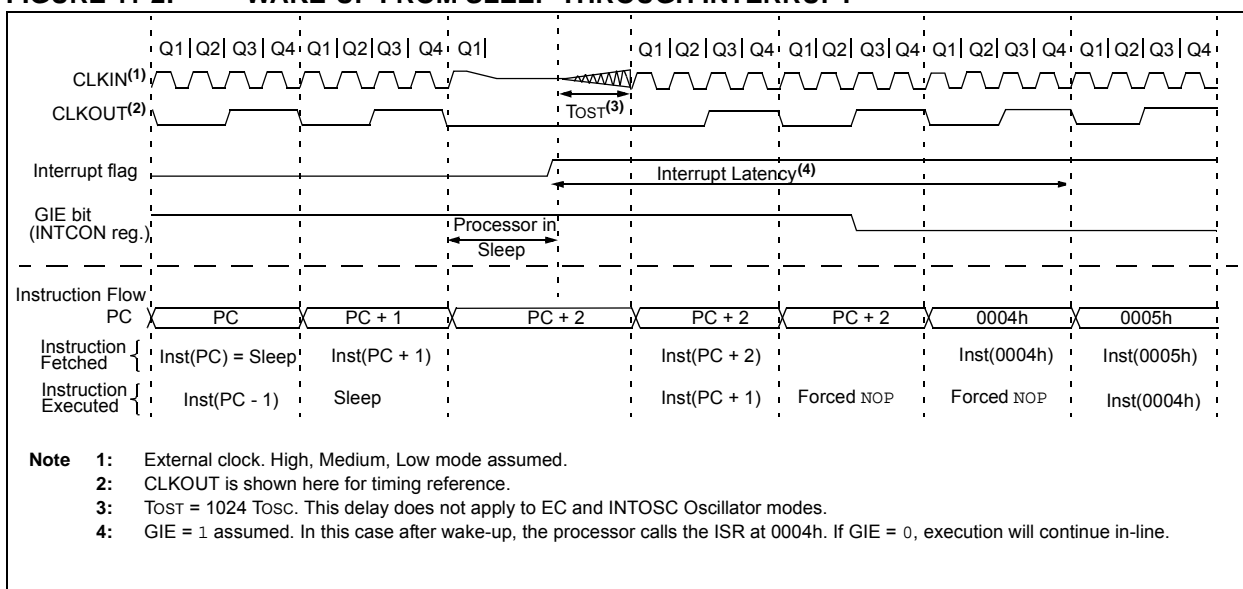 FIGURE 11-2: WAKE-UP FROM SLEEP THROUGH INTERRUPT
Q1 Q2 Q3 Q4 Q1 Q2 Q3 Q4 Q1 Q1 Q2 Q3 Q4 Q1 Q2 Q3 Q4 Q1 Q2 Q3 Q4 Q1 Q2 Q3 Q4
CLKIN(1)
CLKOUT(2)
TOST(3)
Interrupt flag
Interrupt Latency(4)
GIE bit
(INTCON reg.)
Processor in
Sleep
Instruction Flow
PC PC PC + 1 PC + 2 PC + 2 PC + 2 0004h 0005h
Instruction
Fetched
Inst(PC) = Sleep Inst(PC + 1) Inst(PC + 2) Inst(0004h) Inst(0005h)
Instruction
Executed
Inst(PC - 1) Sleep Inst(PC + 1) Forced NOP Forced NOP Inst(0004h)
Note 1: External clock. High, Medium, Low mode assumed.
2: CLKOUT is shown here for timing reference.
3: TOST = 1024 TOSC. This delay does not apply to EC and INTOSC Oscillator modes.
4: GIE = 1 assumed. In this case after wake-up, the processor calls the ISR at 0004h. If GIE = 0, execution will continue in-line.